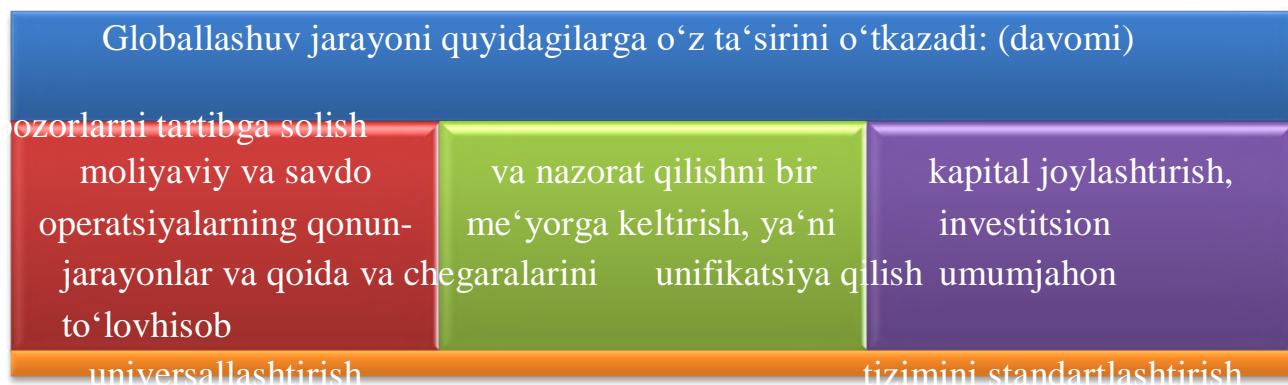 Globallashuv jarayoni quyidagilarga o‘z ta‘sirini o‘tkazadi: (davomi)
bozorlarni tartibga solish
moliyaviy va savdo va nazorat qilishni bir kapital joylashtirish,
operatsiyalarning qonun- me‘yorga keltirish, ya‘ni investitsion
jarayonlar va qoida va chegaralarini unifikatsiya qilish umumjahon
to‘lovhisob
universallashtirish tizimini standartlashtirish